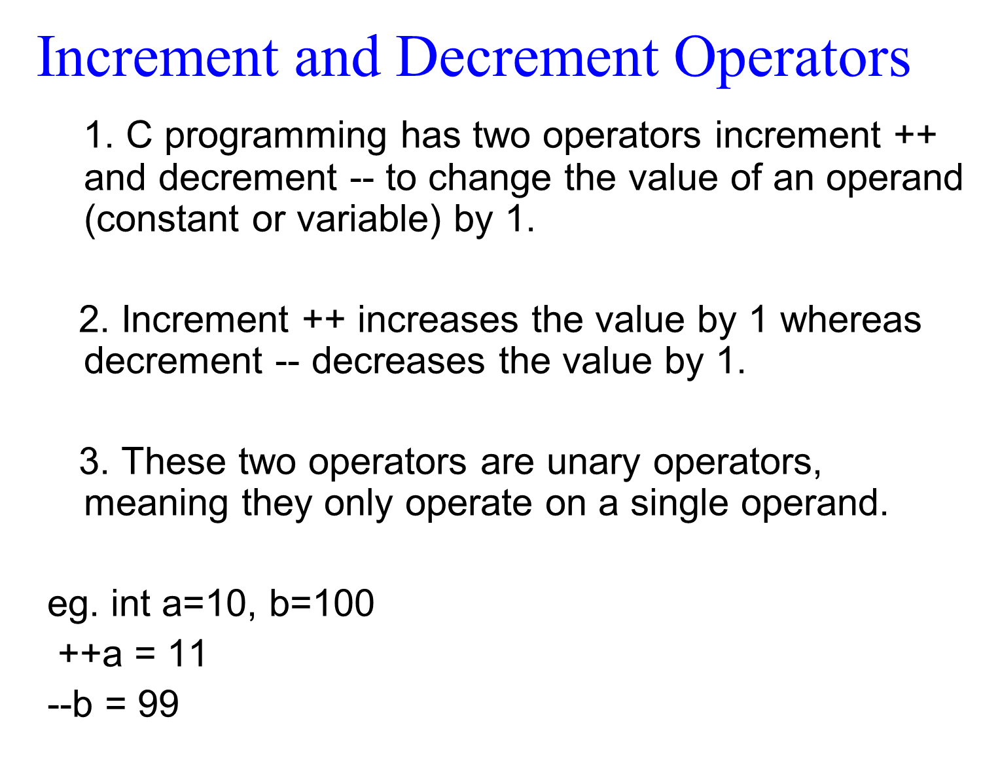 Increment and Decrement Operators
1. C programming has two operators increment ++
and decrement -- to change the value of an operand
(constant or variable) by 1.
2. Increment ++ increases the value by 1 whereas
decrement -- decreases the value by 1.
3. These two operators are unary operators,
meaning they only operate on a single operand.
eg. int a=10, b=100
++a = 11
--b = 99